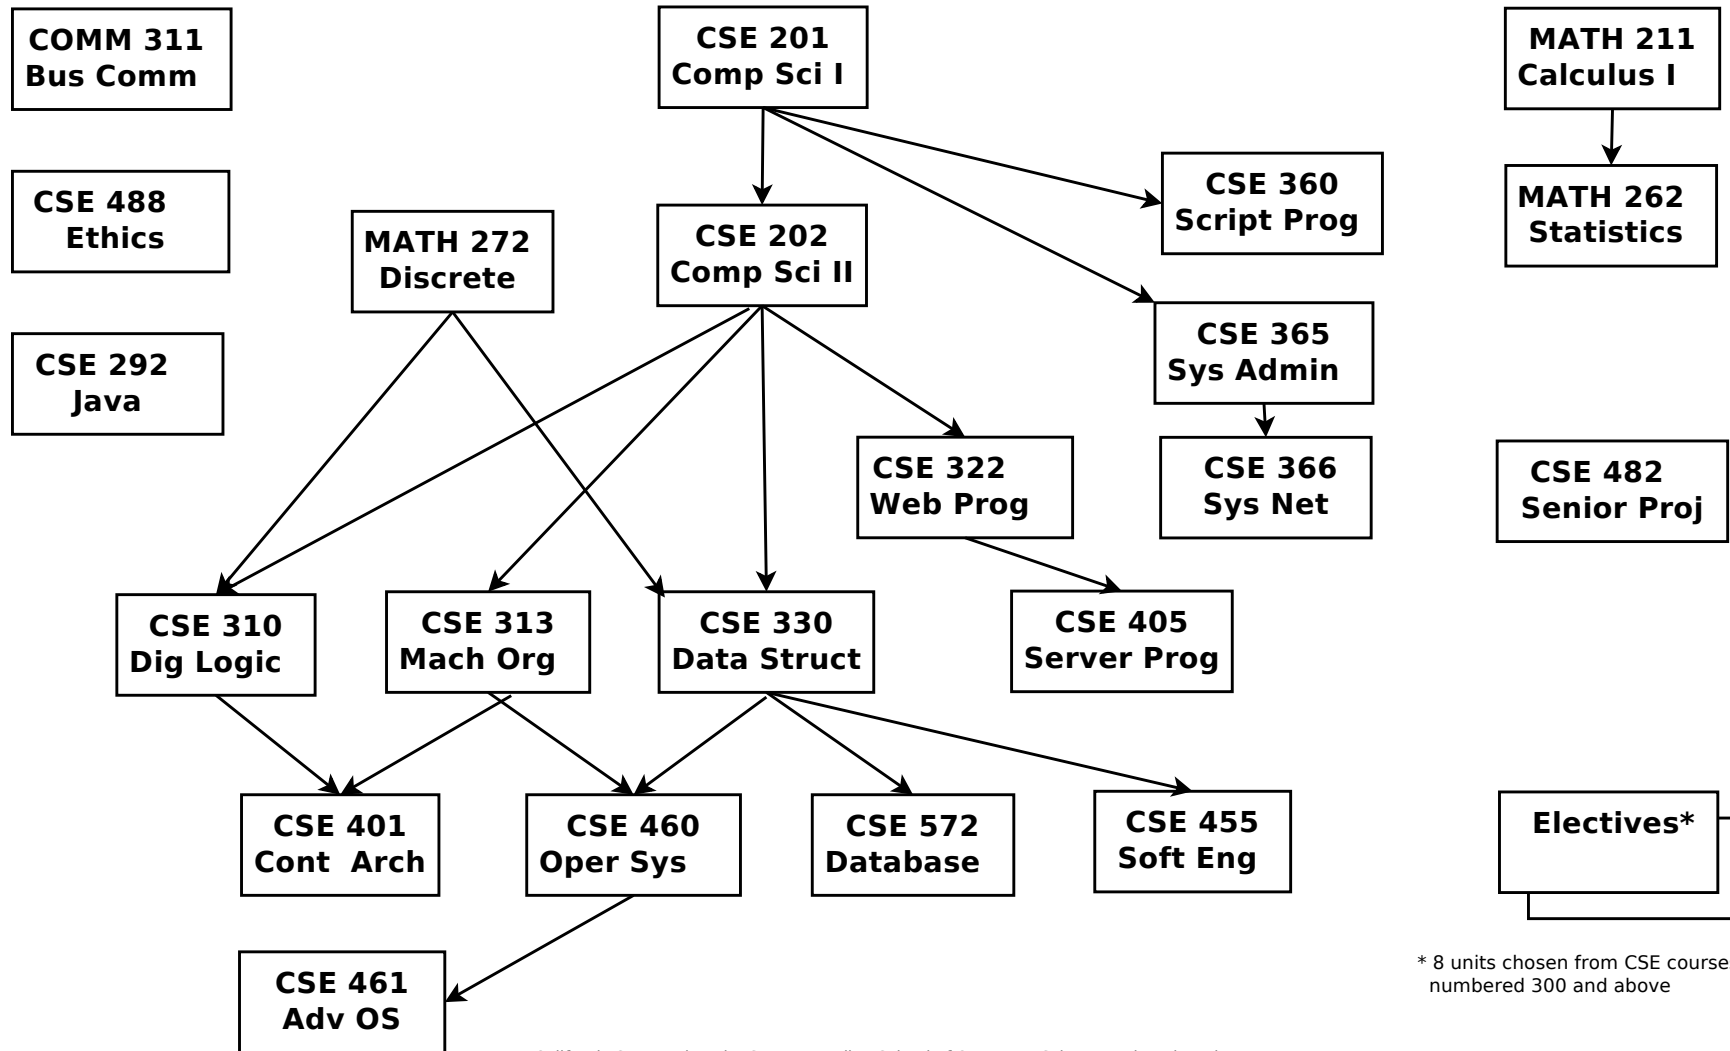 COMM 311
Bus Comm
CSE 201
Comp Sci I
MATH 211
Calculus I
CSE 360
Script Prog
MATH 262
Statistics
CSE 488
Ethics
MATH 272
Discrete
CSE 202
Comp Sci II
CSE 365
Sys Admin
CSE 292
Java
CSE 322
Web Prog
CSE 366
Sys Net
CSE 482
Senior Proj
CSE 310
Dig Logic
CSE 313
Mach Org
CSE 330
Data Struct
CSE 405
Server Prog
CSE 401
Cont Arch
CSE 460
Oper Sys
CSE 572
Database
CSE 455
Soft Eng
Electives*
* 8 units chosen from CSE course
numbered 300 and above
CSE 461
Adv OS